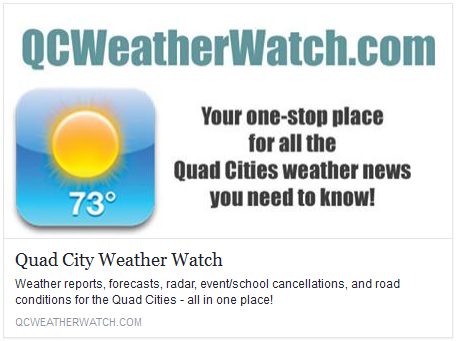 QCWeatherWatch.com
Your one-stop place
for all the
Quad Cities weather news
you need to know!
73°
Quad City Weather Watch
Weather reports, forecasts, radar, event/school cancellations, and road
conditions for the Quad Cities - all in one place!
QCWEATHERWATCH.COM